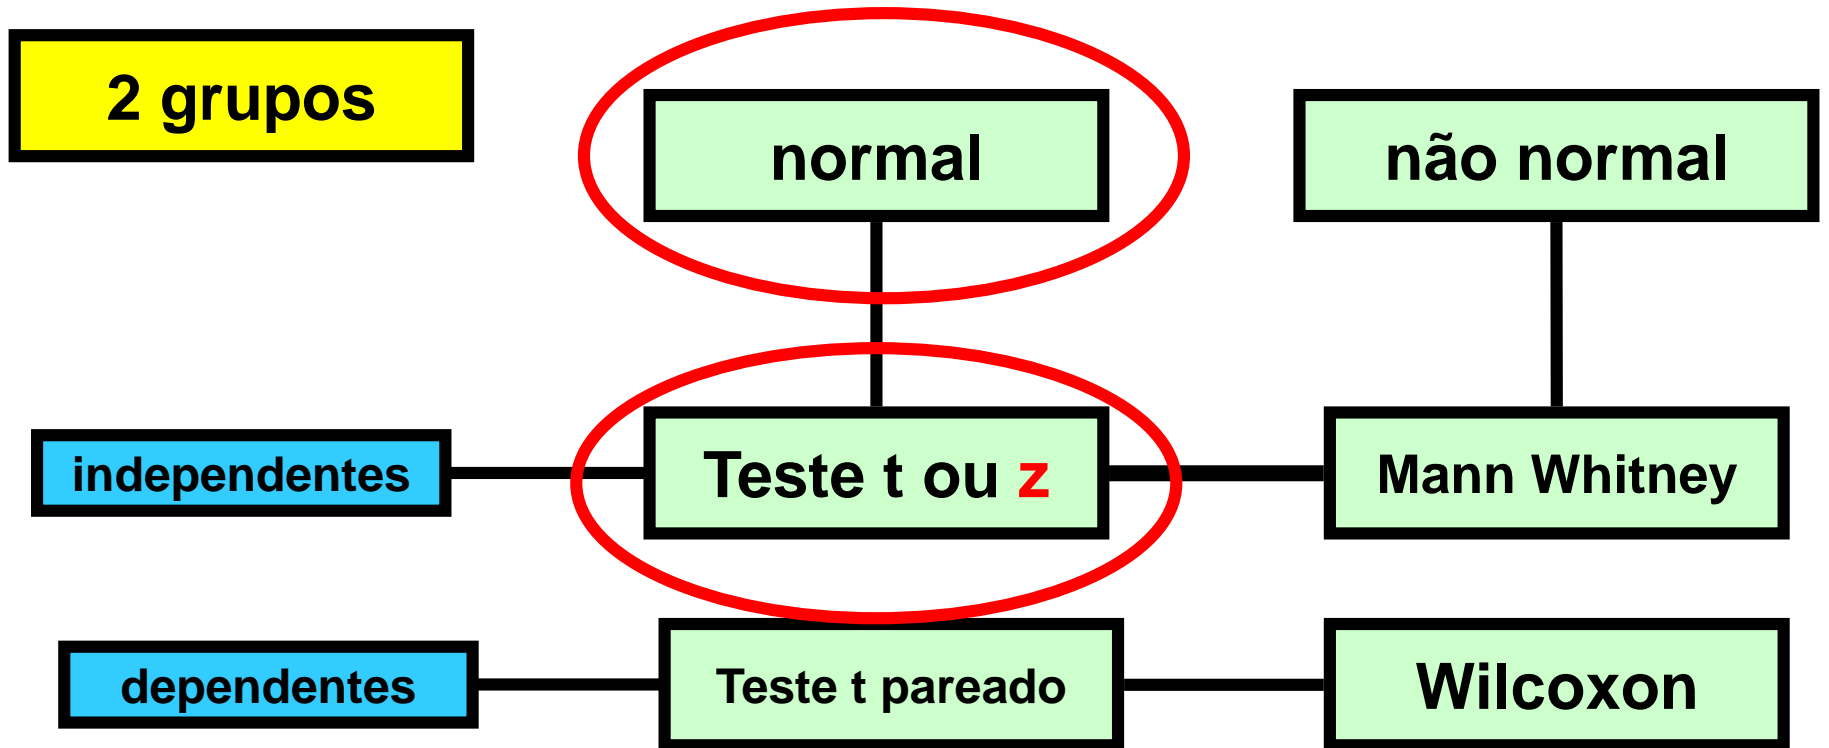 2 grupos
normal
não normal
independentes
Teste t ou z
Mann Whitney
dependentes
Teste t pareado
Wilcoxon